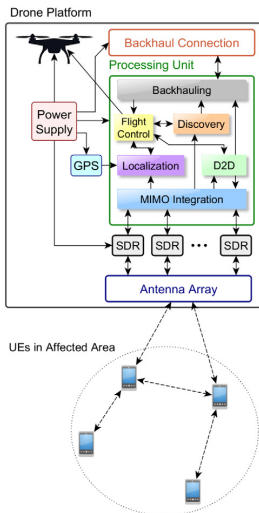 Drone Platform
Backhaul Connection
Processing Unit
Backhauling
Power
Supply
Flight
Control
Discovery
GPS
Localization
D2D
MIMO Integration
SDR
SDR
•••
SDR
Antenna Array
UEs in Affected Area